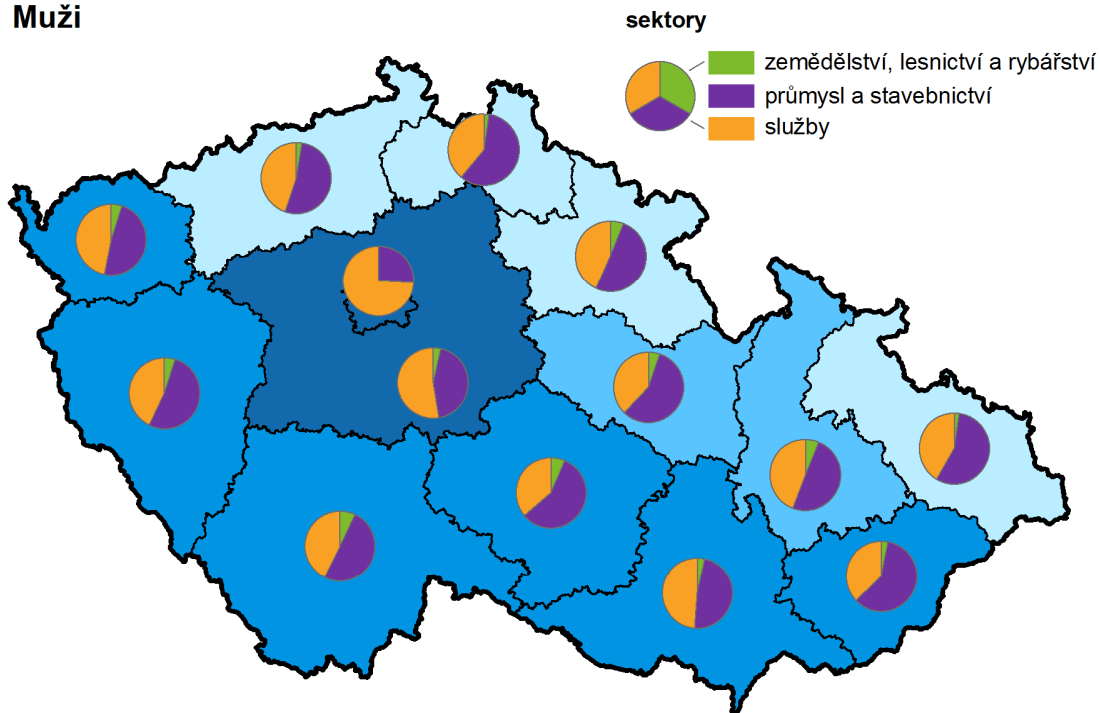 Muži
sektory
zemědělství, lesnictví a rybářství
průmysl a stavebnictví
služby